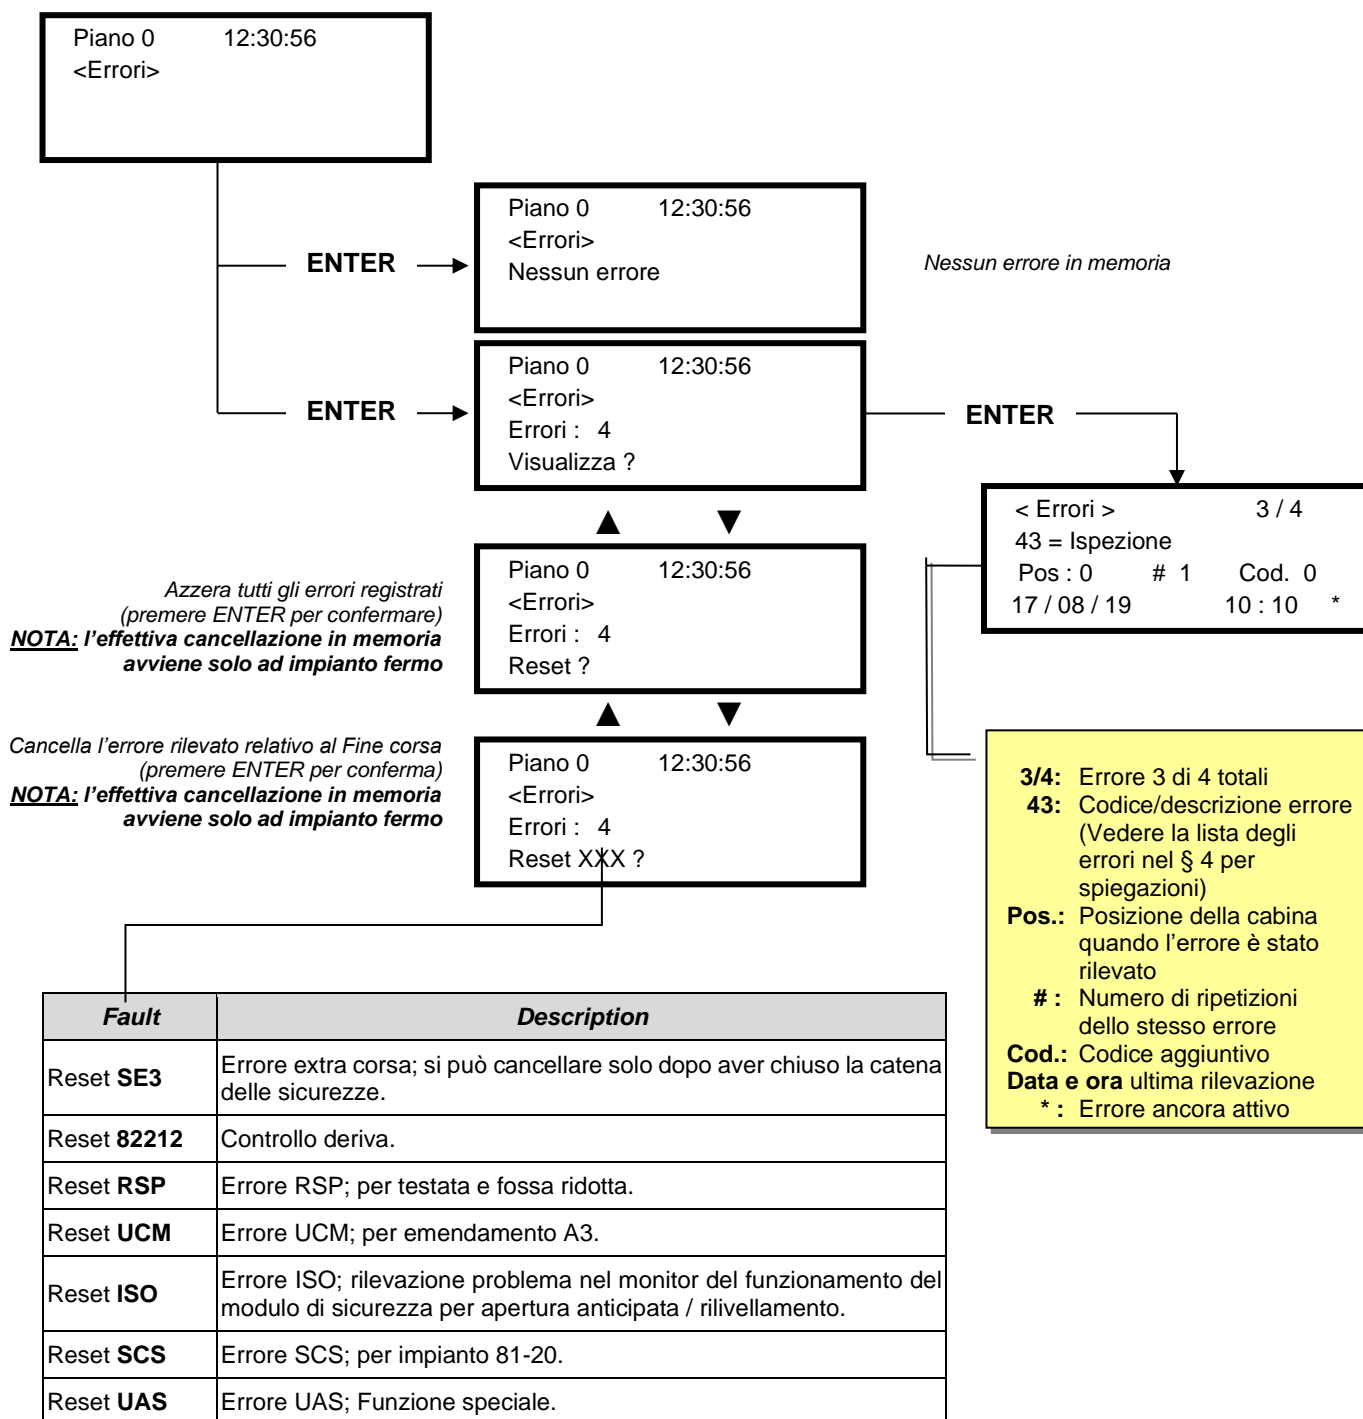 Piano 0 12:30:56
<Errori>
ENTER
Piano 0 12:30:56
<Errori>
Nessun errore
Nessun errore in memoria
ENTER
Piano 0 12:30:56
<Errori>
Errori : 4
Visualizza ?
ENTER
< Errori > 3 / 4
43 = Ispezione
Pos : 0 # 1 Cod. 0
17 / 08 / 19 10 : 10 *
▲ ▼
Azzera tutti gli errori registrati
(premere ENTER per confermare)
NOTA: l'effettiva cancellazione in memoria
avviene solo ad impianto fermo
Piano 0 12:30:56
<Errori>
Errori : 4
Reset ?
▲ ▼
Cancella l'errore rilevato relativo al Fine corsa
(premere ENTER per conferma)
NOTA: l'effettiva cancellazione in memoria
avviene solo ad impianto fermo
Piano 0 12:30:56
<Errori>
Errori : 4
Reset XXX ?
3/4: Errore 3 di 4 totali
43: Codice/descrizione errore
(Vedere la lista degli
errori nel § 4 per
spiegazioni)
Pos.: Posizione della cabina
quando l'errore è stato
rilevato
# : Numero di ripetizioni
dello stesso errore
Cod.: Codice aggiuntivo
Data e ora ultima rilevazione
* : Errore ancora attivo
Fault Description
Reset SE3 Errore extra corsa; si può cancellare solo dopo aver chiuso la catena
delle sicurezze.
Reset 82212 Controllo deriva.
Reset RSP Errore RSP; per testata e fossa ridotta.
Reset UCM Errore UCM; per emendamento A3.
Reset ISO Errore ISO; rilevazione problema nel monitor del funzionamento del
modulo di sicurezza per apertura anticipata / rilivellamento.
Reset SCS Errore SCS; per impianto 81-20.
Reset UAS Errore UAS; Funzione speciale.